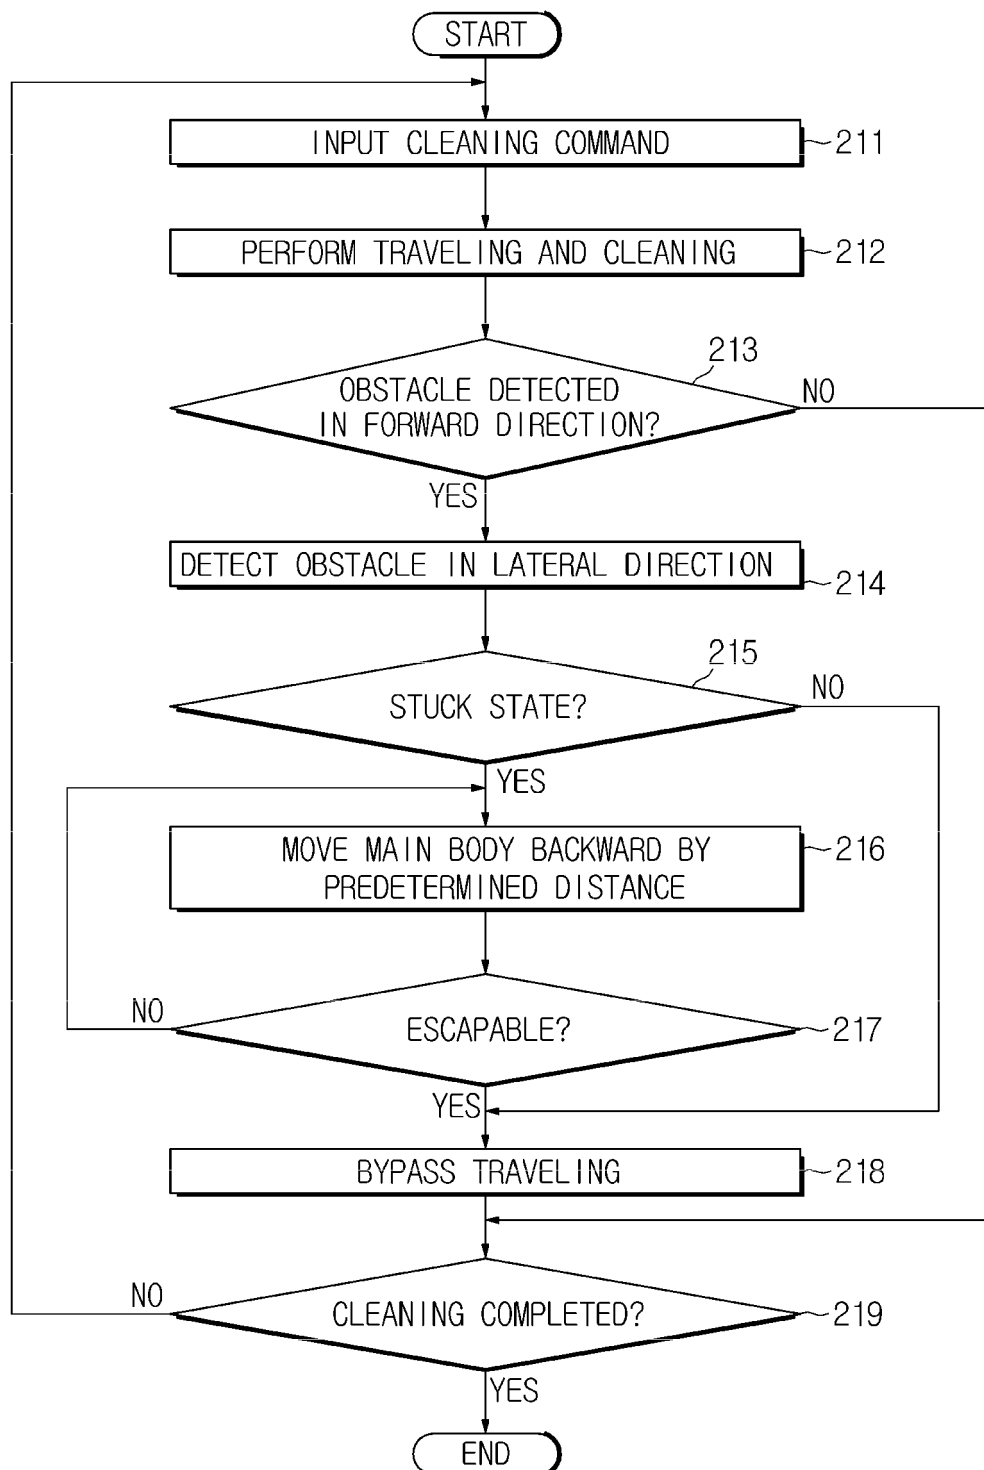 START
INPUT CLEANING COMMAND
211
PERFORM TRAVELING AND CLEANING
212
213
OBSTACLE DETECTED
IN FORWARD DIRECTION?
NO
YES
DETECT OBSTACLE IN LATERAL DIRECTION
214
215
STUCK STATE?
NO
YES
MOVE MAIN BODY BACKWARD BY
PREDETERMINED DISTANCE
216
NO
ESCAPABLE?
217
YES
BYPASS TRAVELING
218
NO
CLEANING COMPLETED?
219
YES
END